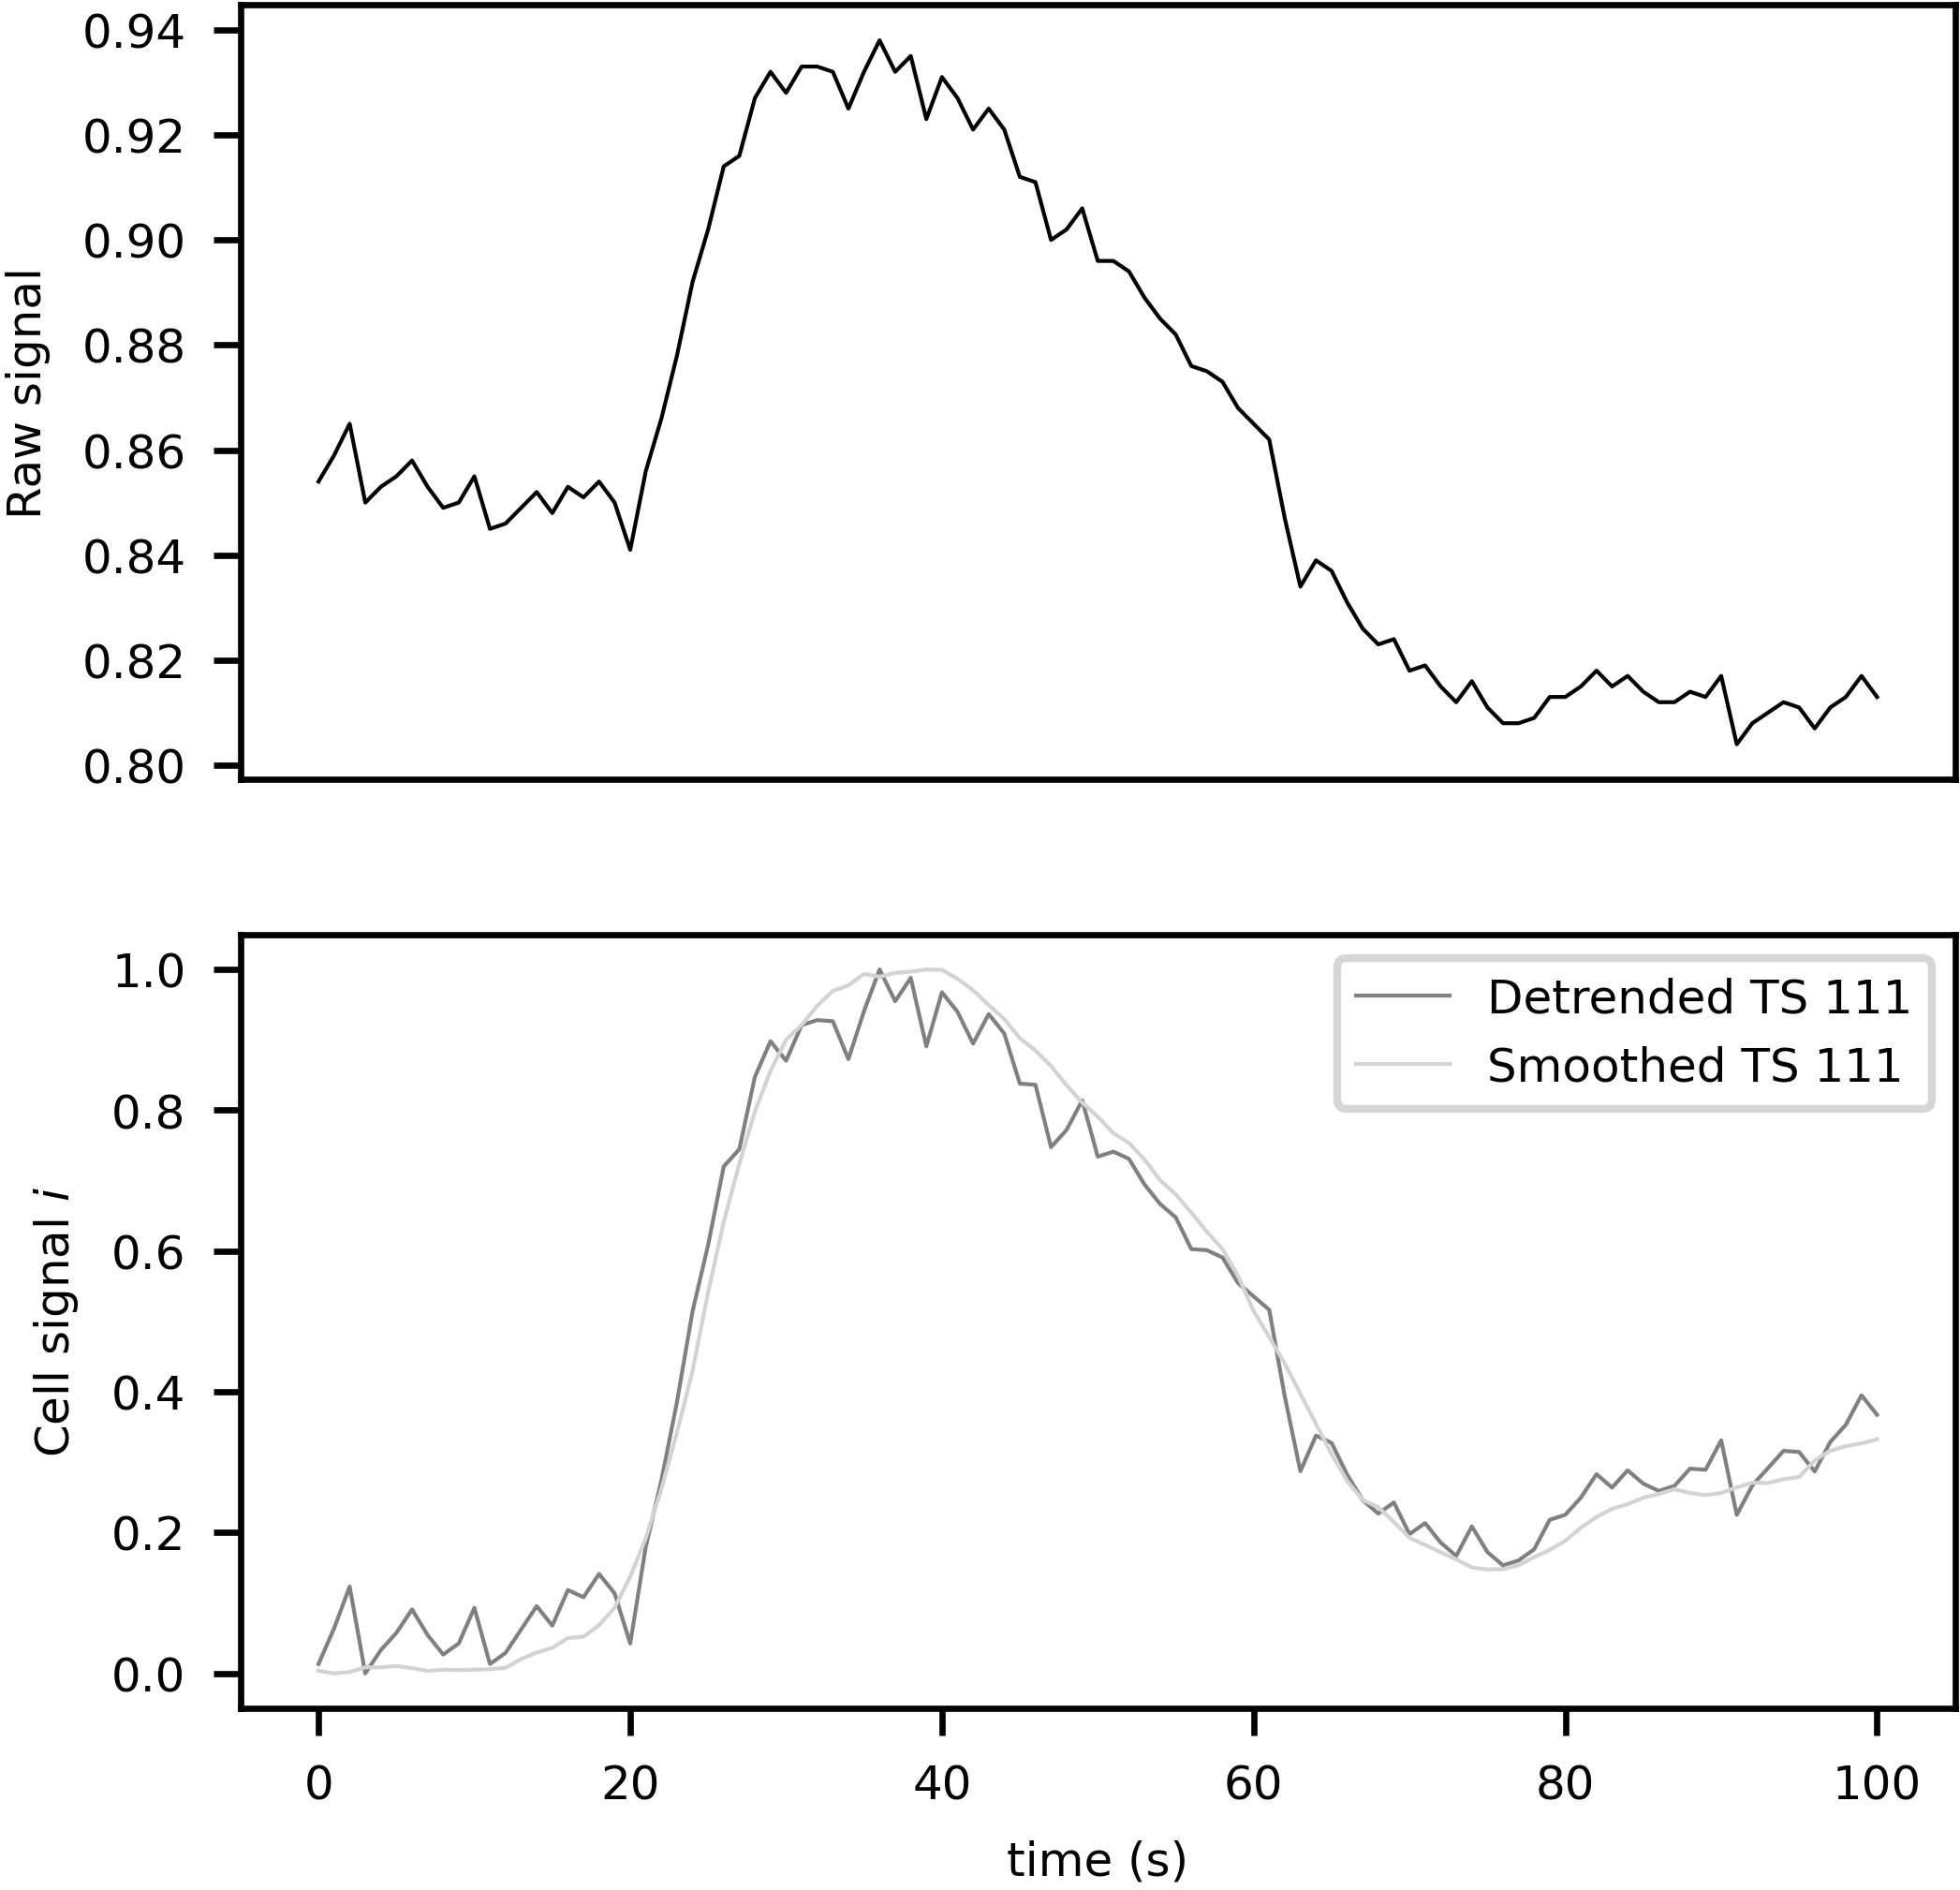 0.94
0.92
0.90
0.88
0.86
0.84
0.82
0.80
Raw signal
1.0
0.8
0.6
0.4
0.2
0.0
Cell signal i
Detrended TS 111
Smoothed TS 111
0 20 40 60 80 100
time (s)